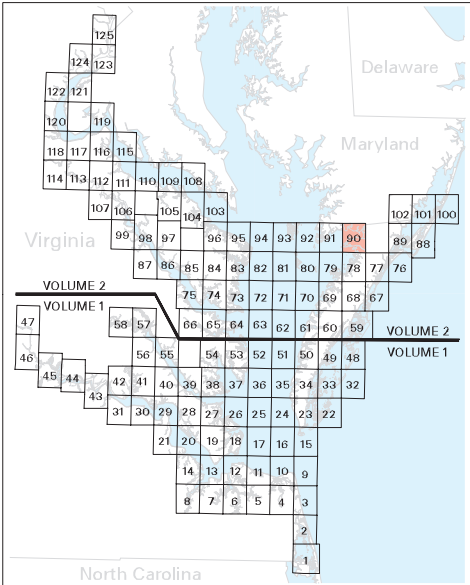 125
124 123
Delaware
122 121
120 119
Maryland
118 117 116 115
114 113 112 111 110 109 108
107 106 105 104 103 102 101 100
Virginia
99 98 97 96 95 94 93 92 91 90 89 88
87 86 85 84 83 82 81 80 79 78 77 76
VOLUME 2
75 74 73 72 71 70 69 68 67
VOLUME 1
47 58 57 66 65 64 63 62 61 60 59
VOLUME 2
46 56 55 54 53 52 51 50 49 48
VOLUME 1
45 44 43 42 41 40 39 38 37 36 35 34 33 32
31 30 29 28 27 26 25 24 23 22
21 20 19 18 17 16 15
14 13 12 11 10 9
8 7 6 5 4 3
2
1
North Carolina